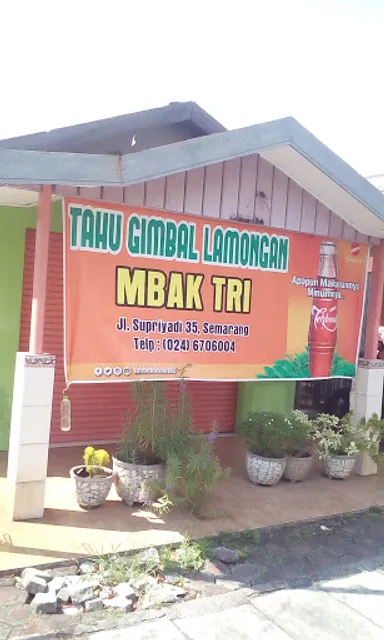 TAHU GIMBAL LAMONGAN
MBAK TRI
Jl. Supriyadi 35. Semarang
Telp : (024) 6706004
Apapun Makanannya
Minumnya...